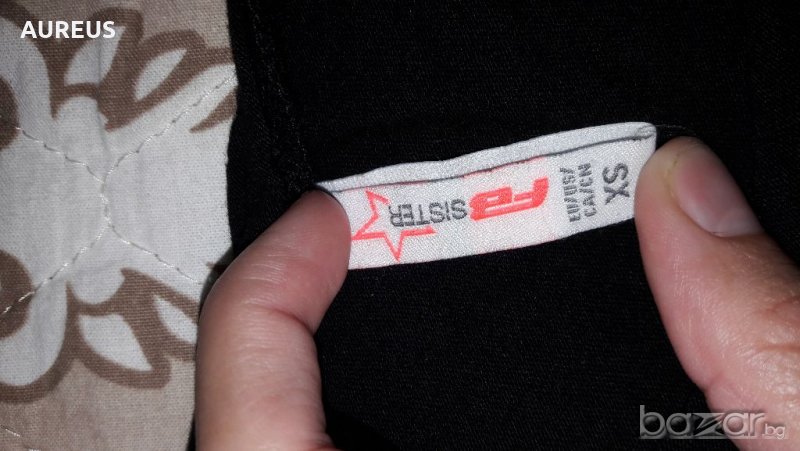 AUREUS
FB
SISTER
EU/US/
CA/CN
XS
bazar.bg